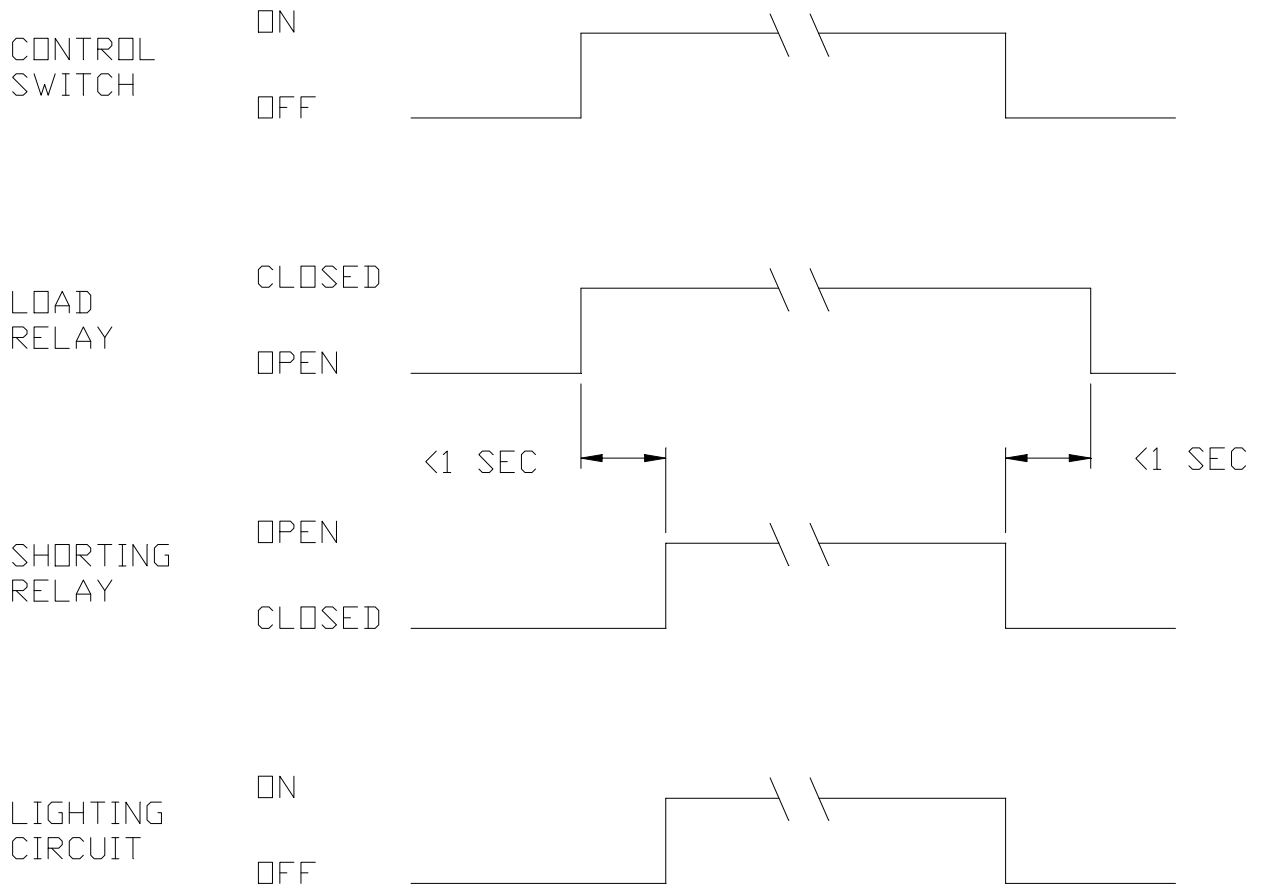 CONTROL
SWITCH
ON
OFF
LOAD
RELAY
CLOSED
OPEN
<1 SEC
<1 SEC
SHORTING
RELAY
OPEN
CLOSED
LIGHTING
CIRCUIT
ON
OFF